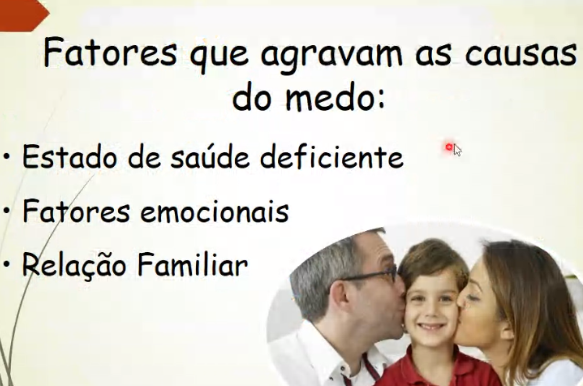 Fatores que agravam as causas
do medo:
• Estado de saúde deficiente
• Fatores emocionais
• Relação Familiar